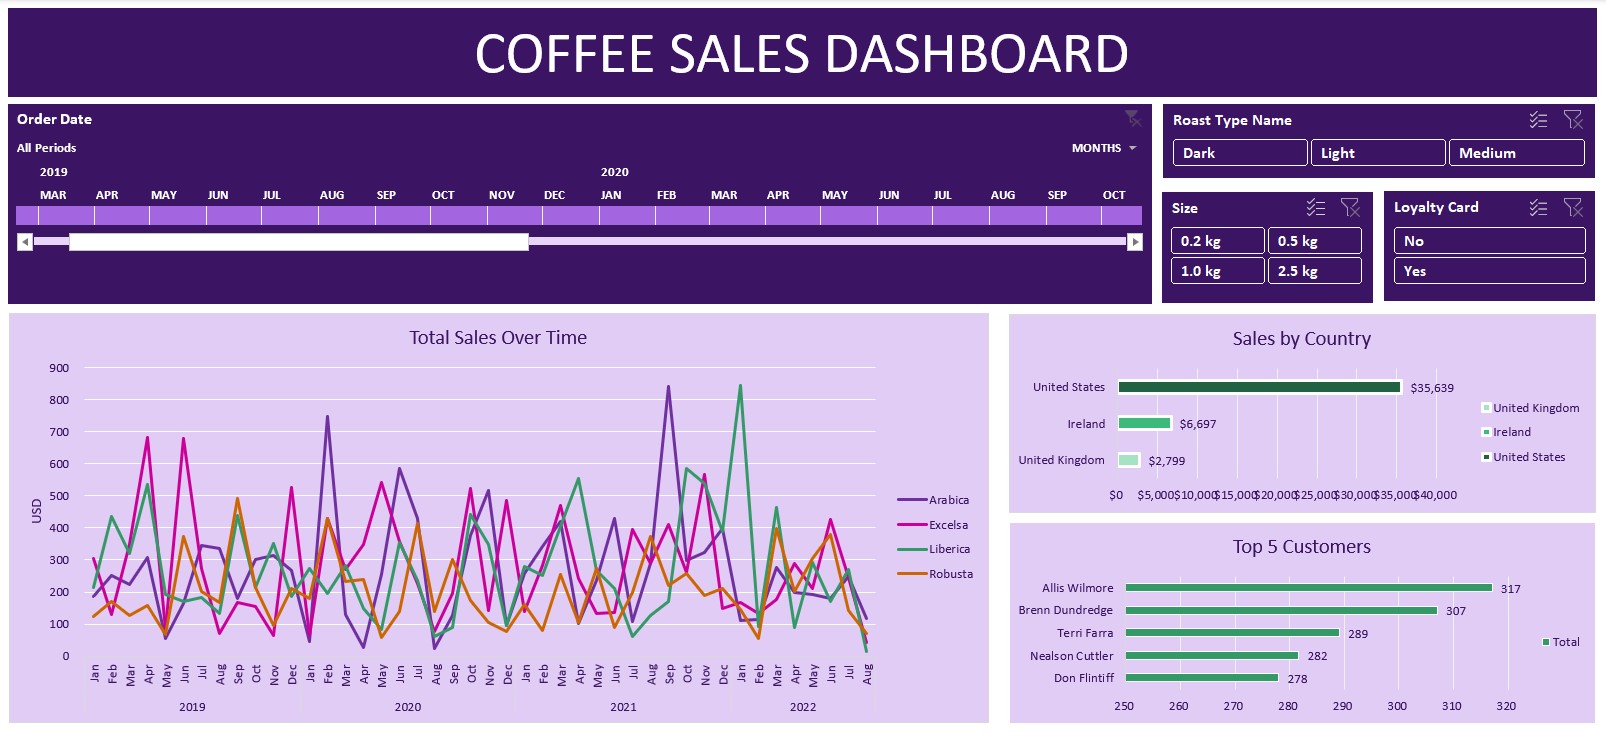 COFFEE SALES DASHBOARD
Order Date
All Periods
MONTHS
2019 2020
MAR APR MAY JUN JUL AUG SEP OCT NOV DEC JAN FEB MAR APR MAY JUN JUL AUG SEP OCT
Roast Type Name
Dark Light Medium
Size
0.2 kg 0.5 kg
1.0 kg 2.5 kg
Loyalty Card
No
Yes
Total Sales Over Time
900
800
700
600
500
400
300
200
100
0
USD
Jan Feb Mar Apr May Jun Jul Aug Sep Oct Nov Dec Jan Feb Mar Apr May Jun Jul Aug Sep Oct Nov Dec Jan Feb Mar Apr May Jun Jul Aug Sep Oct Nov Dec Jan Feb Mar Apr May Jun Jul Aug
2019 2020 2021 2022
Arabica
Excelsa
Liberica
Robusta
Sales by Country
United States $35,639
Ireland $6,697
United Kingdom $2,799
$0 $5,000 $10,000 $15,000 $20,000 $25,000 $30,000 $35,000 $40,000
United Kingdom
Ireland
United States
Top 5 Customers
Allis Wilmore 317
Brenn Dundredge 307
Terri Farra 289
Nealson Cuttler 282
Don Flintiff 278
250 260 270 280 290 300 310 320
Total